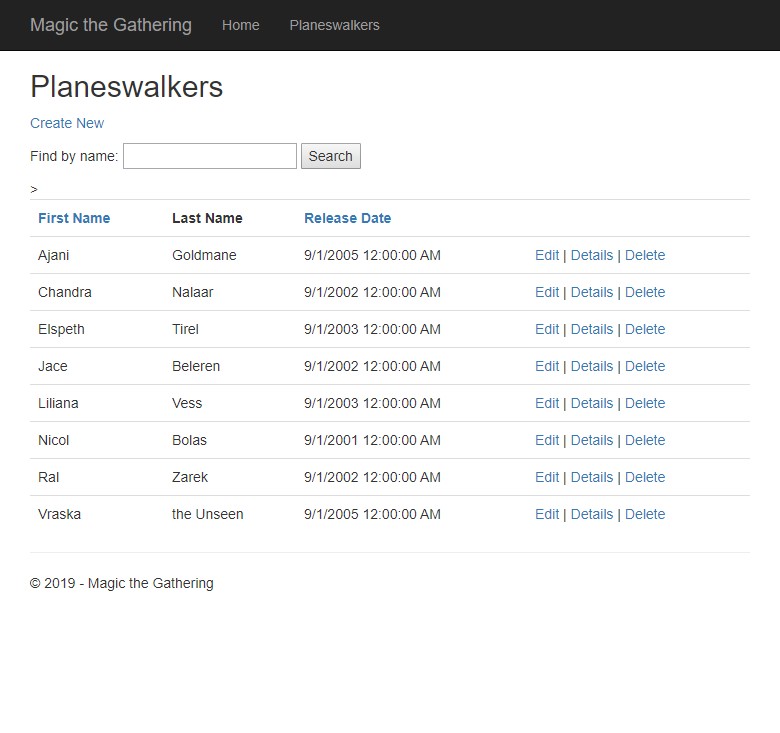 Magic the Gathering Home Planeswalkers
Planeswalkers
Create New
Find by name: Search
>
First Name Last Name Release Date
Ajani Goldmane 9/1/2005 12:00:00 AM Edit | Details | Delete
Chandra Nalaar 9/1/2002 12:00:00 AM Edit | Details | Delete
Elspeth Tirel 9/1/2003 12:00:00 AM Edit | Details | Delete
Jace Beleren 9/1/2002 12:00:00 AM Edit | Details | Delete
Liliana Vess 9/1/2003 12:00:00 AM Edit | Details | Delete
Nicol Bolas 9/1/2001 12:00:00 AM Edit | Details | Delete
Ral Zarek 9/1/2002 12:00:00 AM Edit | Details | Delete
Vraska the Unseen 9/1/2005 12:00:00 AM Edit | Details | Delete
© 2019 - Magic the Gathering